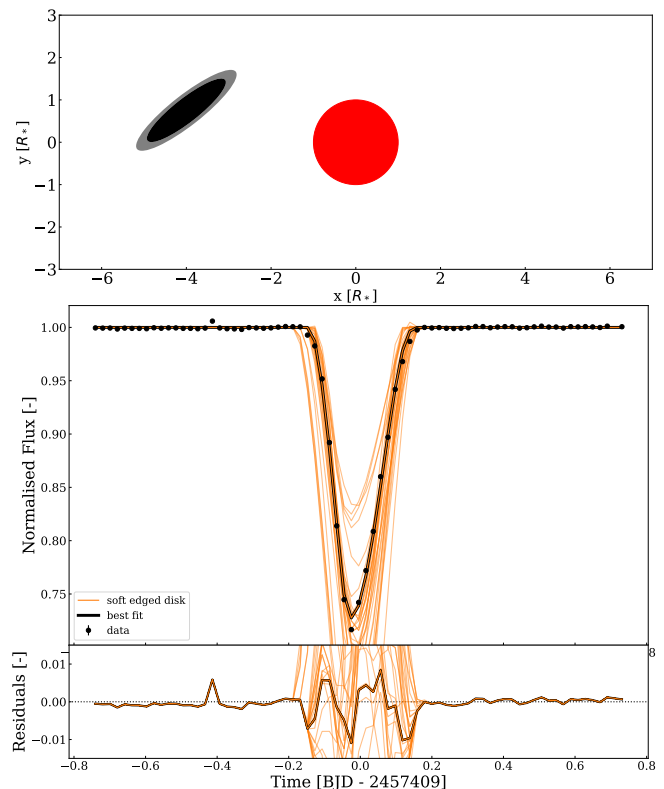 3
2
1
0
−1
−2
−3
y [R*]
−6 −4 −2 0 2 4 6
x [R*]
1.00
0.95
0.90
0.85
0.80
0.75
Normalised Flux [-]
soft edged disk
best fit
data
8
0.01
0.00
−0.01
Residuals [-]
−0.8 −0.6 −0.4 −0.2 0.0 0.2 0.4 0.6 0.8
Time [BJD - 2457409]